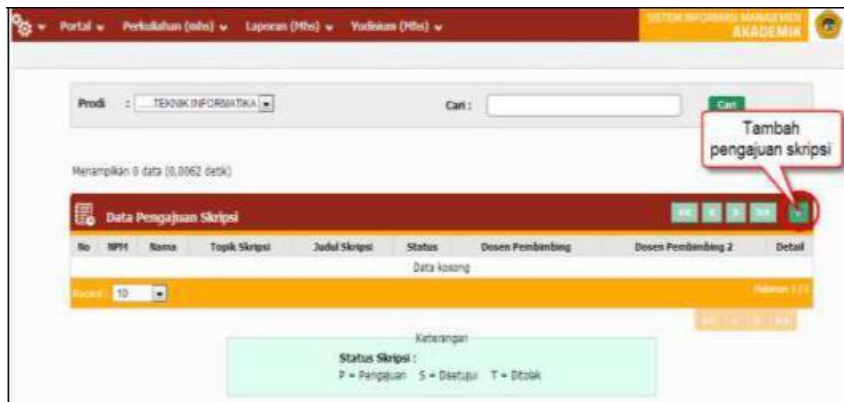 Portal Perkuliahan (mhs) Laporan (Mhs) Yudisium (Mhs)
SISTEM INFORMASI MANAJEMEN
AKADEMIK
Prodi : ....TEKNIK INFORMATIKA Cari : Cari
Tambah
pengajuan skripsi
Menampilkan 0 data (0,0062 detik)
Data Pengajuan Skripsi << < > >>
No NPM Nama Topik Skripsi Judul Skripsi Status Dosen Pembimbing Dosen Pembimbing 2 Detail
Data kosong
Record : 10 Halaman 1 /
<< < > >>
Keterangan
Status Skripsi :
P = Pengajuan S = Disetujui T = Ditolak